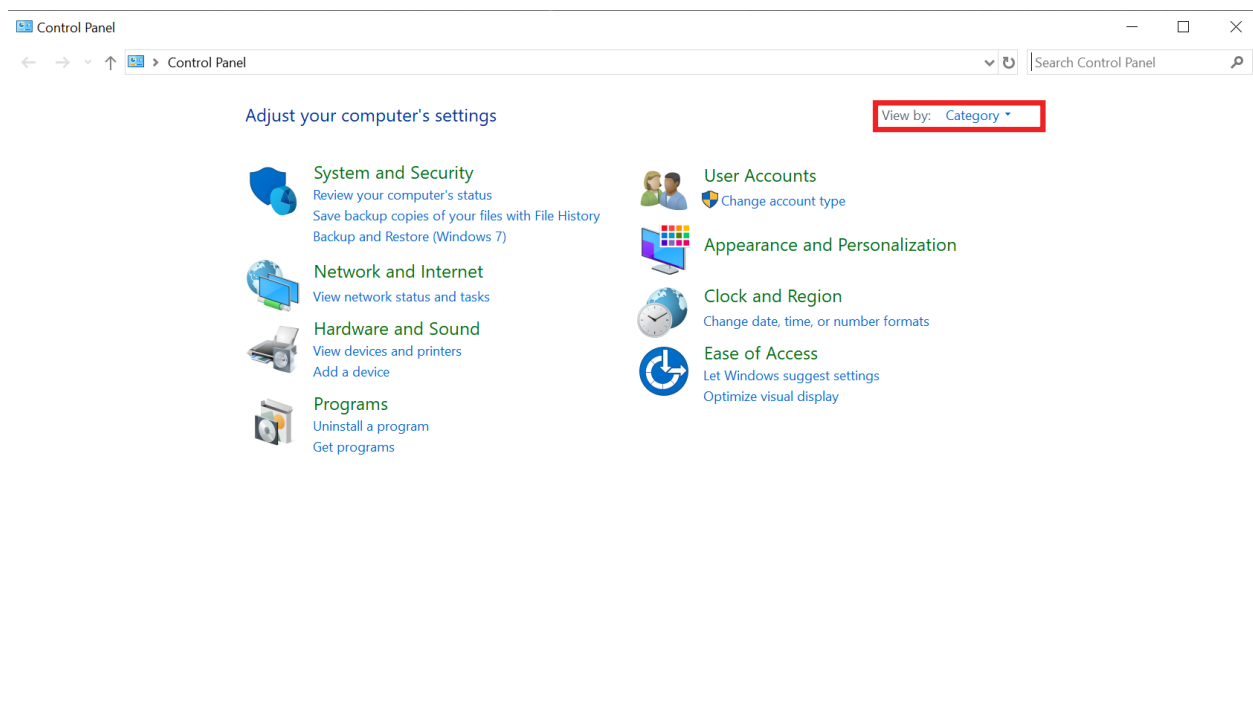 Control Panel
Control Panel
Search Control Panel
Adjust your computer's settings
View by: Category
System and Security
Review your computer's status
Save backup copies of your files with File History
Backup and Restore (Windows 7)
Network and Internet
View network status and tasks
Hardware and Sound
View devices and printers
Add a device
Programs
Uninstall a program
Get programs
User Accounts
Change account type
Appearance and Personalization
Clock and Region
Change date, time, or number formats
Ease of Access
Let Windows suggest settings
Optimize visual display